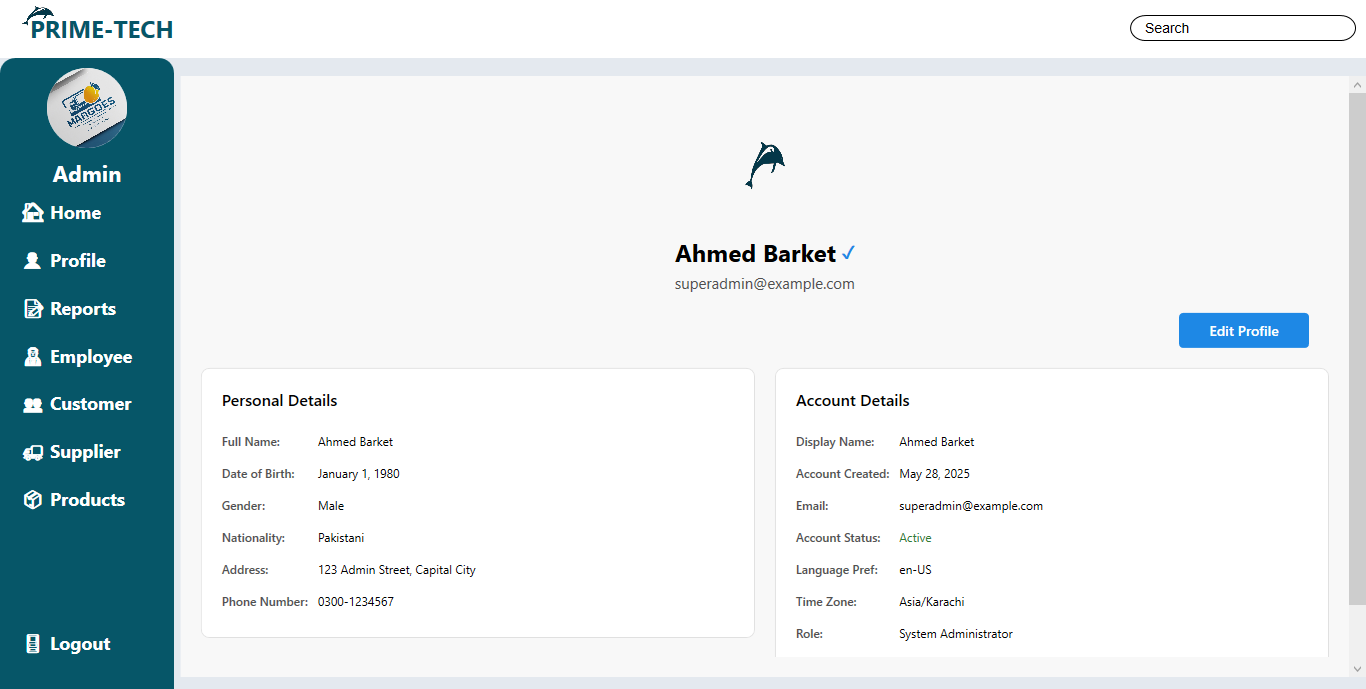 PRIME-TECH
Search
MARGOES
Admin
Home
Profile
Reports
Employee
Customer
Supplier
Products
Logout
Ahmed Barket ✓
superadmin@example.com
Edit Profile
Personal Details
Full Name: Ahmed Barket
Date of Birth: January 1, 1980
Gender: Male
Nationality: Pakistani
Address: 123 Admin Street, Capital City
Phone Number: 0300-1234567
Account Details
Display Name: Ahmed Barket
Account Created: May 28, 2025
Email: superadmin@example.com
Account Status: Active
Language Pref: en-US
Time Zone: Asia/Karachi
Role: System Administrator